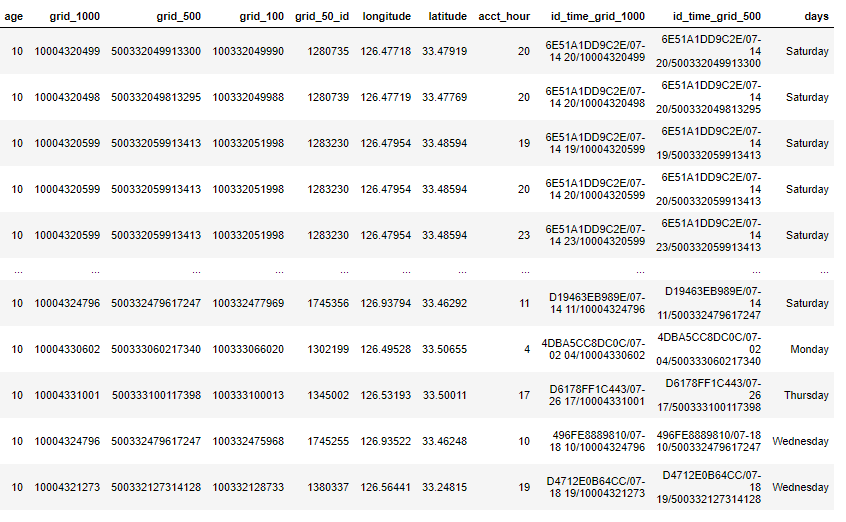 age grid_1000 grid_500 grid_100 grid_50_id longitude latitude acct_hour id_time_grid_1000 id_time_grid_500 days
10 10004320499 500332049913300 100332049990 1280735 126.47718 33.47919 20 6E51A1DD9C2E/07-14 20/10004320499 6E51A1DD9C2E/07-14 20/500332049913300 Saturday
10 10004320498 500332049813295 100332049988 1280739 126.47719 33.47769 20 6E51A1DD9C2E/07-14 20/10004320498 6E51A1DD9C2E/07-14 20/500332049813295 Saturday
10 10004320599 500332059913413 100332051998 1283230 126.47954 33.48594 19 6E51A1DD9C2E/07-14 19/10004320599 6E51A1DD9C2E/07-14 19/500332059913413 Saturday
10 10004320599 500332059913413 100332051998 1283230 126.47954 33.48594 20 6E51A1DD9C2E/07-14 20/10004320599 6E51A1DD9C2E/07-14 20/500332059913413 Saturday
10 10004320599 500332059913413 100332051998 1283230 126.47954 33.48594 23 6E51A1DD9C2E/07-14 23/10004320599 6E51A1DD9C2E/07-14 23/500332059913413 Saturday
... ... ... ... ... ... ... ... ... ... ...
10 10004324796 500332479617247 100332477969 1745356 126.93794 33.46292 11 D19463EB989E/07-14 11/10004324796 D19463EB989E/07-14 11/500332479617247 Saturday
10 10004330602 500333060217340 100333066020 1302199 126.49528 33.50655 4 4DBA5CC8DC0C/07-02 04/10004330602 4DBA5CC8DC0C/07-02 04/500333060217340 Monday
10 10004331001 500333100117398 100333100013 1345002 126.53193 33.50011 17 D6178FF1C443/07-26 17/10004331001 D6178FF1C443/07-26 17/500333100117398 Thursday
10 10004324796 500332479617247 100332475968 1745255 126.93522 33.46248 10 496FE8889810/07-18 10/10004324796 496FE8889810/07-18 10/500332479617247 Wednesday
10 10004321273 500332127314128 100332128733 1380337 126.56441 33.24815 19 D4712E0B64CC/07-18 19/10004321273 D4712E0B64CC/07-18 19/500332127314128 Wednesday